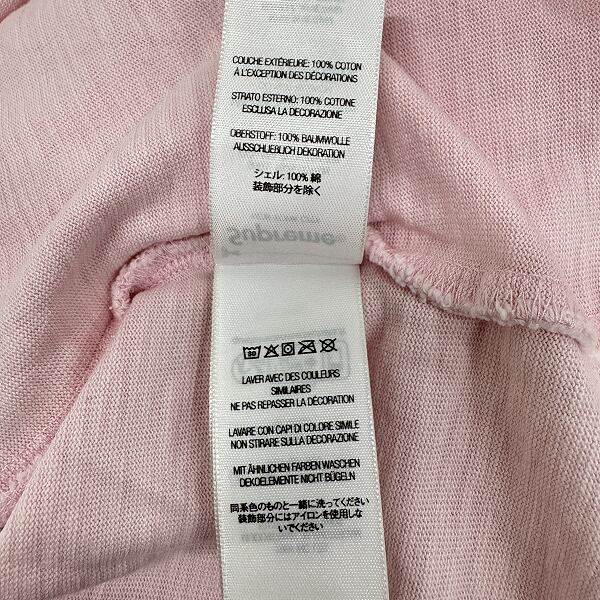 COUCHE EXTÉRIEURE: 100% COTON
À L'EXCEPTION DES DÉCORATIONS
STRATO ESTERNO: 100% COTONE
ESCLUSA LA DECORAZIONE
OBERSTOFF: 100% BAUMWOLLE
AUSSCHLIEßLICH DEKORATION
シェル: 100% 綿
装飾部分を除く
Supreme
30
LAVER AVEC DES COULEURS
SIMILAIRES
NE PAS REPASSER LA DÉCORATION
LAVARE CON CAPI DI COLORE SIMILE
NON STIRARE SULLA DECORAZIONE
MIT ÄHNLICHEN FARBEN WASCHEN
DEKOELEMENTE NICHT BÜGELN
同系色のものと一緒に洗ってください
装飾部分にはアイロンを使用しな
いでください